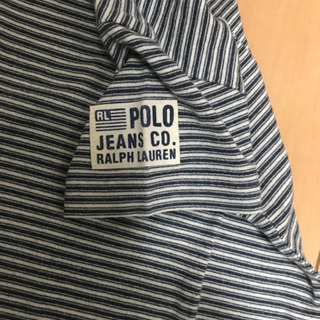 RL POLO
JEANS CO.
RALPH LAUREN